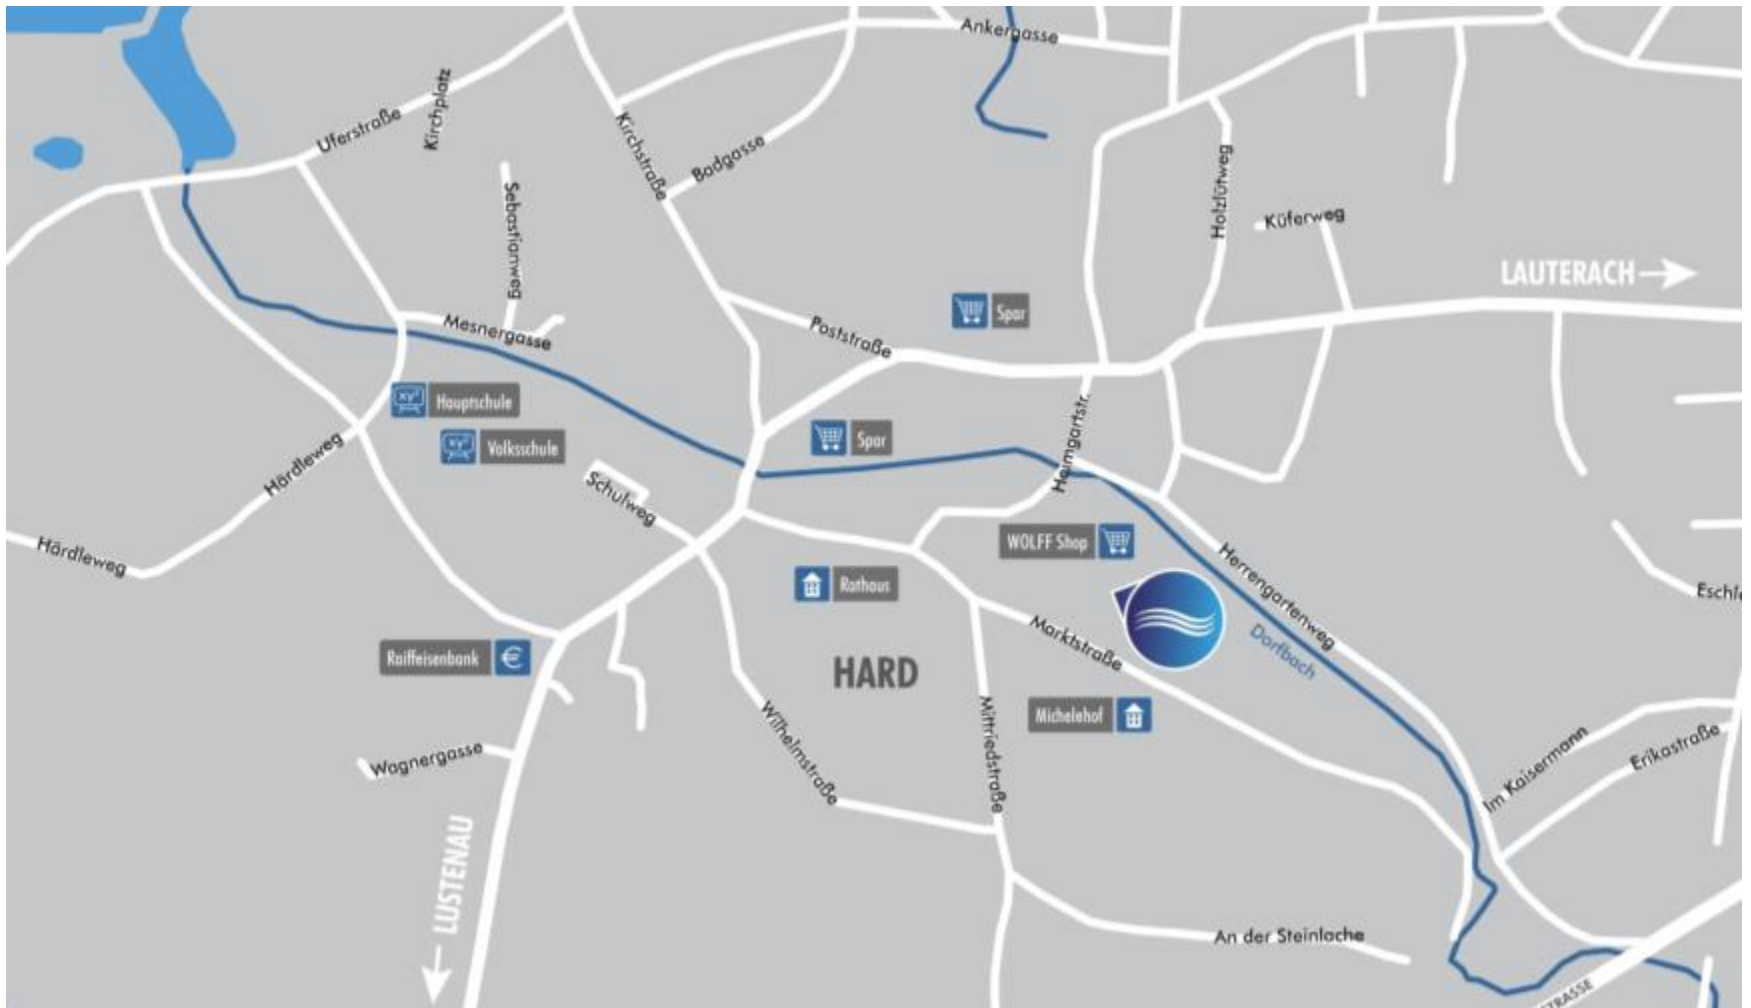 Ankergasse
Kirchplatz
Uferstraße
Kirchstraße
Badgasse
Sebastianweg
Holzlütweg
Küferweg
LAUTERACH
Spar
Mesnergasse
Poststraße
Hauptschule
Volksschule
Spar
Heimgartstr.
Härdleweg
Schulweg
Härdleweg
WOLFF Shop
Rathaus
Herrengartenweg
Marktstraße
Dorfbach
Raiffeisenbank
HARD
Michelehof
Mittriedstraße
Wilhelmstraße
Wagnergasse
Im Kaisermann
Erikastraße
LUSTENAU
An der Steinlache
STRASSE